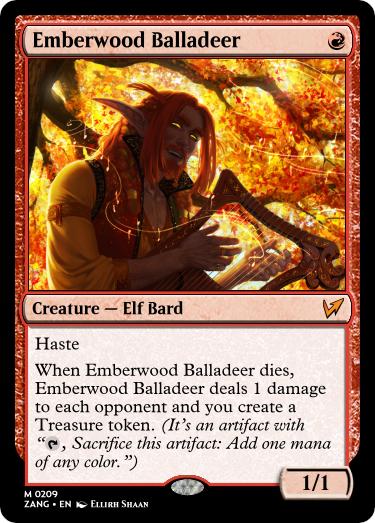 Emberwood Balladeer
Creature — Elf Bard
Haste
When Emberwood Balladeer dies,
Emberwood Balladeer deals 1 damage
to each opponent and you create a
Treasure token. (It's an artifact with
“, Sacrifice this artifact: Add one mana
of any color.”)
1/1
M 0209
ZANG • EN Ellirh Shaan